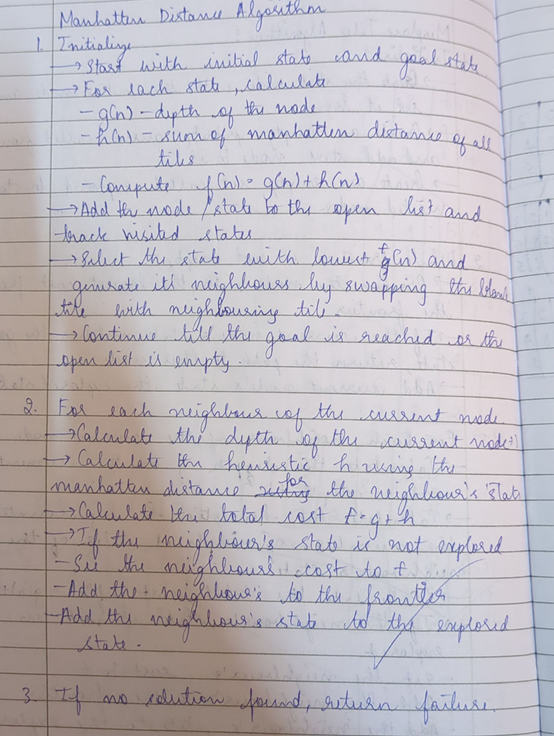 Manhatten Distance Algorithm
1. Initialize
→ Start with initial state and goal state
→ For each state, calculate
- g(n) - depth of the node
- h(n) - sum of manhatten distance of all
tiles
- Compute f(n) = g(n) + h(n)
→ Add the node / state to the open list and
track visited states
→ Select the state with lowest f(n) and
generate it's neighbours by swapping the blank
tile with neighbouring tile.
→ Continue till the goal is reached or the
open list is empty.
2. For each neighbour of the current node.
→ Calculate the depth of the current node+1
→ Calculate the heuristic h using the
manhatten distance for the neighbour's state
→ Calculate the total cost f = g + h
→ If the neighbour's state is not explored
- Set the neighbour's cost to f
- Add the neighbour's to the frontier
- Add the neighbour's state to the explored
state.
3. If no solution found, return failure.